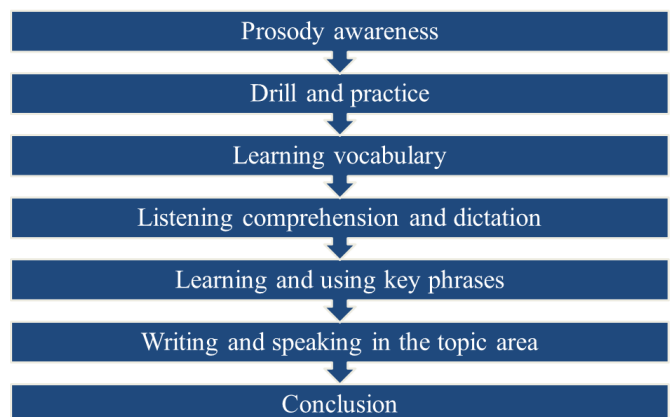 Prosody awareness
Drill and practice
Learning vocabulary
Listening comprehension and dictation
Learning and using key phrases
Writing and speaking in the topic area
Conclusion